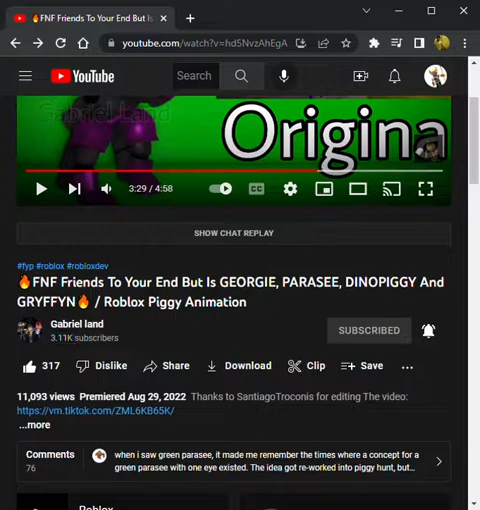 🔥FNF Friends To Your End But Is
youtube.com/watch?v=hd5NvzAhEgA
YouTube
Search
Gabriel Land
Origina
3:29 / 4:58
CC
SHOW CHAT REPLAY
#fyp #roblox #robloxdev
🔥FNF Friends To Your End But Is GEORGIE, PARASEE, DINOPIGGY And
GRYFFYN🔥 / Roblox Piggy Animation
Gabriel land
3.11K subscribers
SUBSCRIBED
317 Dislike Share Download Clip Save
11,093 views Premiered Aug 29, 2022 Thanks to SantiagoTroconis for editing The video:
https://vm.tiktok.com/ZML6KB65K/
...more
Comments
76
when i saw green parasee, it made me remember the times where a concept for a
green parasee with one eye existed. The idea got re-worked into piggy hunt, but...
Roblox